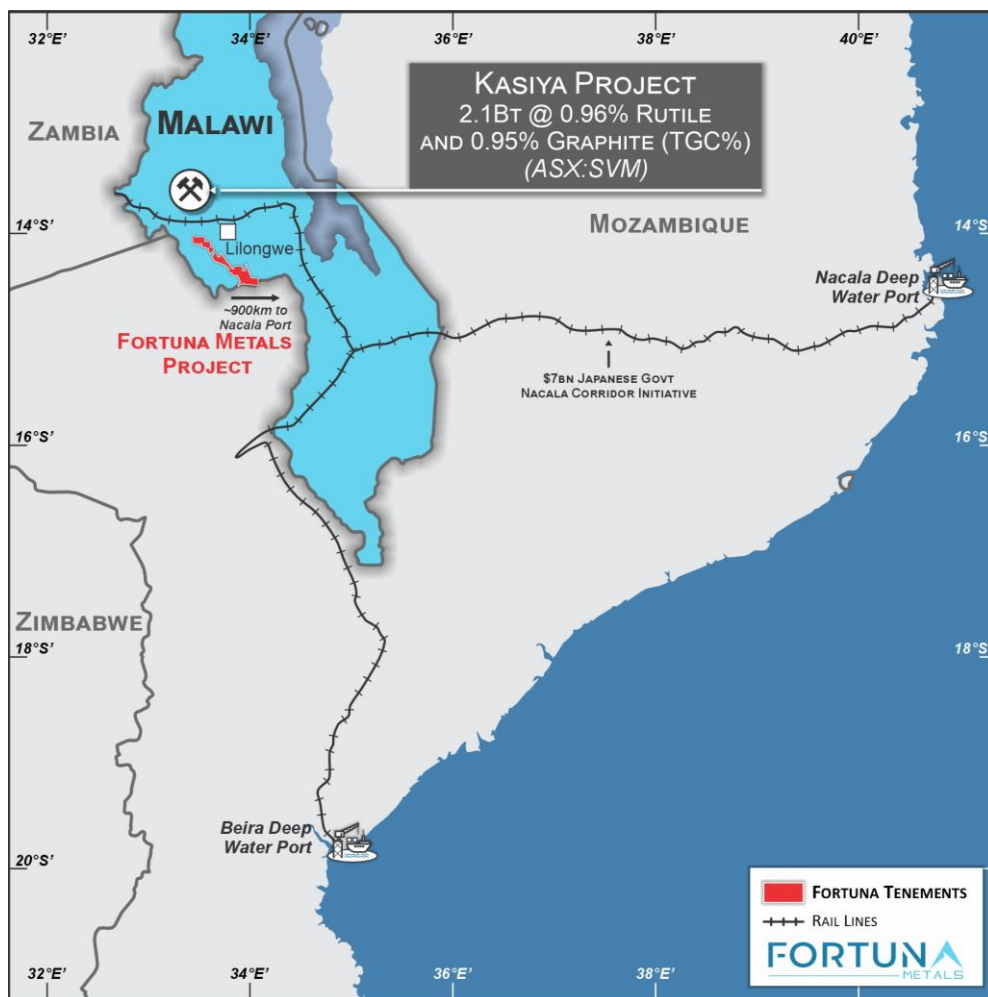 32°E'
34°E'
36°E'
38°E'
40°E'
KASIYA PROJECT
2.1BT @ 0.96% RUTILE
AND 0.95% GRAPHITE (TGC%)
(ASX:SVM)
ZAMBIA
MALAWI
14°S'
14°S'
MOZAMBIQUE
Lilongwe
Nacala Deep
Water Port
~900km to
Nacala Port
FORTUNA METALS
PROJECT
$7BN JAPANESE GOVT
NACALA CORRIDOR INITIATIVE
16°S'
16°S'
ZIMBABWE
18°S'
18°S'
Beira Deep
Water Port
20°S'
FORTUNA TENEMENTS
RAIL LINES
FORTUNA
METALS
32°E'
34°E'
36°E'
38°E'
40°E'